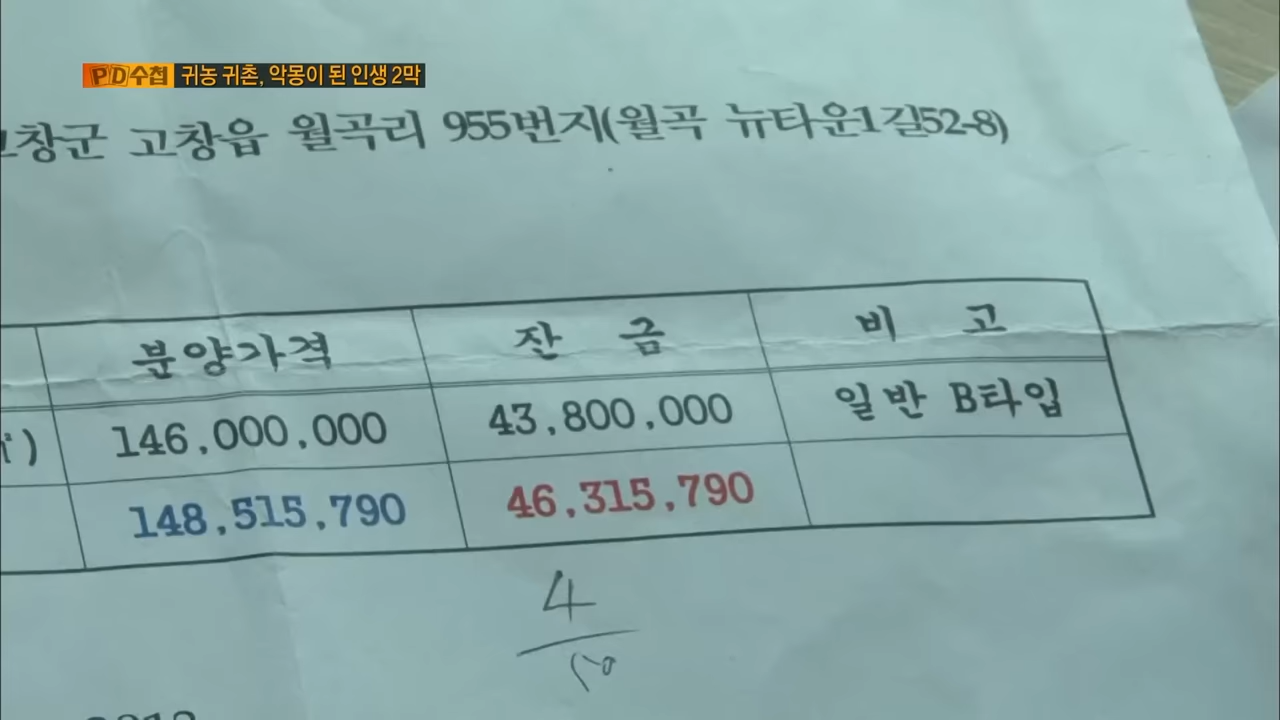 PD수첩 귀농 귀촌, 악몽이 된 인생 2막
창군 고창읍 월곡리 955번지(월곡 뉴타운1길52-8)
분양가격 잔 금 비 고
㎡) 146,000,000 43,800,000 일반 B타입
148,515,790 46,315,790
4